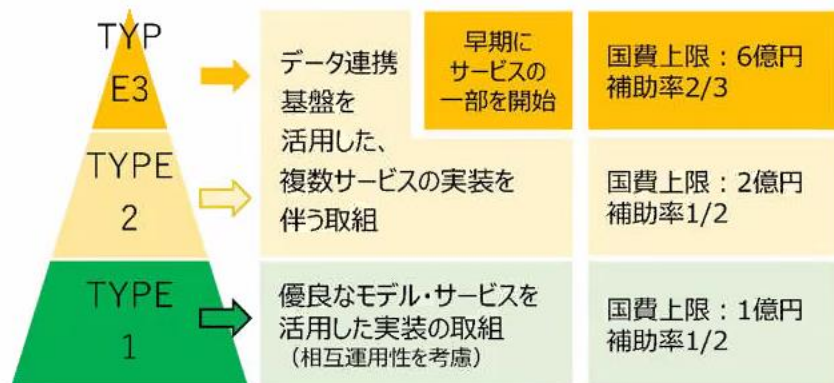 TYP
E3
データ連携
基盤を
活用した、
複数サービスの実装を
伴う取組
早期に
サービスの
一部を開始
国費上限：6億円
補助率2/3
TYPE
2
国費上限：2億円
補助率1/2
TYPE
1
優良なモデル・サービスを
活用した実装の取組
（相互運用性を考慮）
国費上限：1億円
補助率1/2